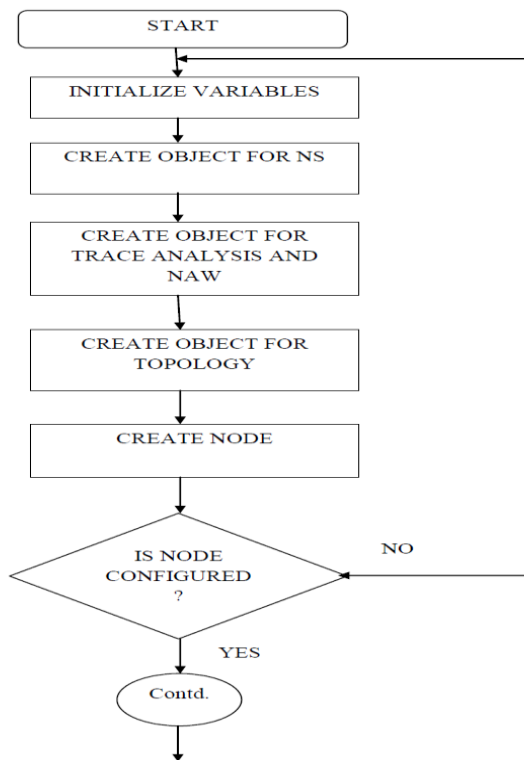 START
INITIALIZE VARIABLES
CREATE OBJECT FOR NS
CREATE OBJECT FOR
TRACE ANALYSIS AND
NAW
CREATE OBJECT FOR
TOPOLOGY
CREATE NODE
IS NODE
CONFIGURED
?
NO
YES
Contd.